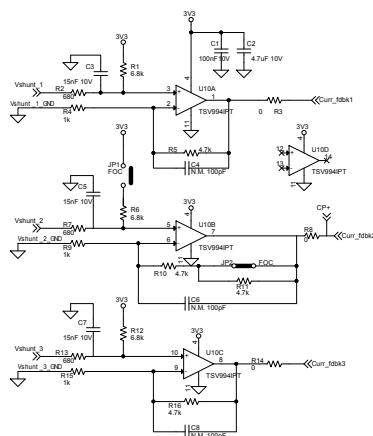 3V3
3V3
C1
100nF 10V
C2
4.7uF 10V
C3
15nF 10V
R1
6.8k
Vshunt_1
R2
680
Vshunt_1_GND
R4
1k
3
2
4
1
11
U10A
TSV994IPT
Curr_fdbk1
0
R3
R5
4.7k
C4
N.M. 100pF
3V3
U10D
4
12
13
14
11
TSV994IPT
3V3
JP1
FOC
C5
15nF 10V
R6
6.8k
3V3
4
Vshunt_2
R7
680
Vshunt_2_GND
R9
1k
5
6
7
11
U10B
TSV994IPT
CP+
R8
0
Curr_fdbk2
R10
4.7k
JP2
FOC
R11
4.7k
C6
N.M. 100pF
C7
15nF 10V
3V3
R12
6.8k
3V3
4
Vshunt_3
R13
680
Vshunt_3_GND
R15
1k
10
9
8
11
U10C
TSV994IPT
R14
0
Curr_fdbk3
R16
4.7k
C8
N.M. 100pF